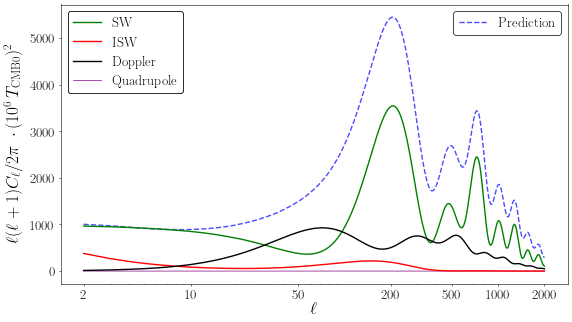 SW
ISW
Doppler
Quadrupole
Prediction
ℓ(ℓ + 1)Cℓ/2π · (10⁶ T_CMB0)²
5000
4000
3000
2000
1000
0
2 10 50 200 500 1000 2000
ℓ